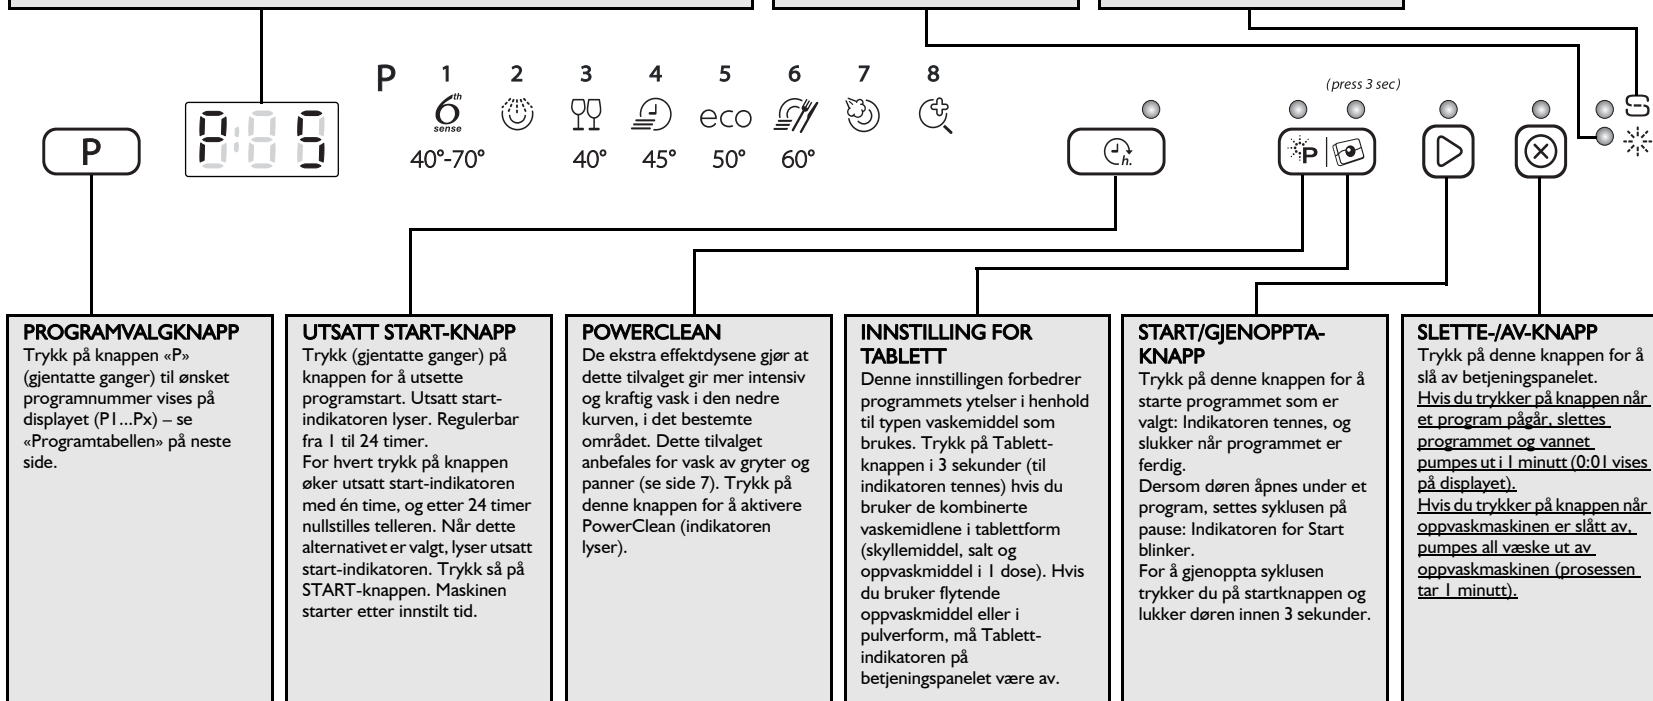 P 1 2 3 4 5 6 7 8
(press 3 sec)
6th sense eco
P P 5 h. P
40°-70° 40° 45° 50° 60°
PROGRAMVALGKNAPP
Trykk på knappen «P»
(gjentatte ganger) til ønsket
programnummer vises på
displayet (P1...Px) – se
«Programtabellen» på neste
side.
UTSATT START-KNAPP
Trykk (gjentatte ganger) på
knappen for å utsette
programstart. Utsatt start-
indikatoren lyser. Regulerbar
fra 1 til 24 timer.
For hvert trykk på knappen
øker utsatt start-indikatoren
med én time, og etter 24 timer
nullstilles telleren. Når dette
alternativet er valgt, lyser utsatt
start-indikatoren. Trykk så på
START-knappen. Maskinen
starter etter innstilt tid.
POWERCLEAN
De ekstra effektdysene gjør at
dette tilvalget gir mer intensiv
og kraftig vask i den nedre
kurven, i det bestemte
området. Dette tilvalget
anbefales for vask av gryter og
panner (se side 7). Trykk på
denne knappen for å aktivere
PowerClean (indikatoren
lyser).
INNSTILLING FOR
TABLETT
Denne innstillingen forbedrer
programmets ytelser i henhold
til typen vaskemiddel som
brukes. Trykk på Tablett-
knappen i 3 sekunder (til
indikatoren tennes) hvis du
bruker de kombinerte
vaskemidlene i tablettform
(skyllemiddel, salt og
oppvaskmiddel i 1 dose). Hvis
du bruker flytende
oppvaskmiddel eller i
pulverform, må Tablett-
indikatoren på
betjeningspanelet være av.
START/GJENOPPTA-
KNAPP
Trykk på denne knappen for å
starte programmet som er
valgt: Indikatoren tennes, og
slukker når programmet er
ferdig.
Dersom døren åpnes under et
program, settes syklusen på
pause: Indikatoren for Start
blinker.
For å gjenoppta syklusen
trykker du på startknappen og
lukker døren innen 3 sekunder.
SLETTE-/AV-KNAPP
Trykk på denne knappen for å
slå av betjeningspanelet.
Hvis du trykker på knappen når
et program pågår, slettes
programmet og vannet
pumpes ut i 1 minutt (0:01 vises
på displayet).
Hvis du trykker på knappen når
oppvaskmaskinen er slått av,
pumpes all væske ut av
oppvaskmaskinen (prosessen
tar 1 minutt).